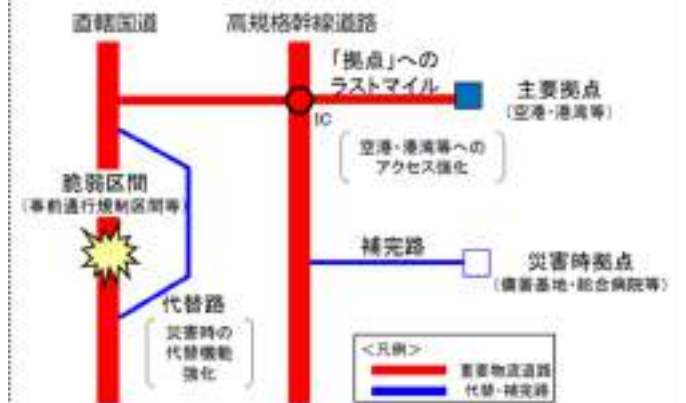 直轄国道
高規格幹線道路
「拠点」への
ラストマイル
主要拠点
(空港・港湾等)
IC
空港・港湾等への
アクセス強化
脆弱区間
(事前通行規制区間等)
補完路
災害時拠点
(備蓄基地・総合病院等)
代替路
災害時の
代替機能
強化
<凡例>
重要物流道路
代替・補完路